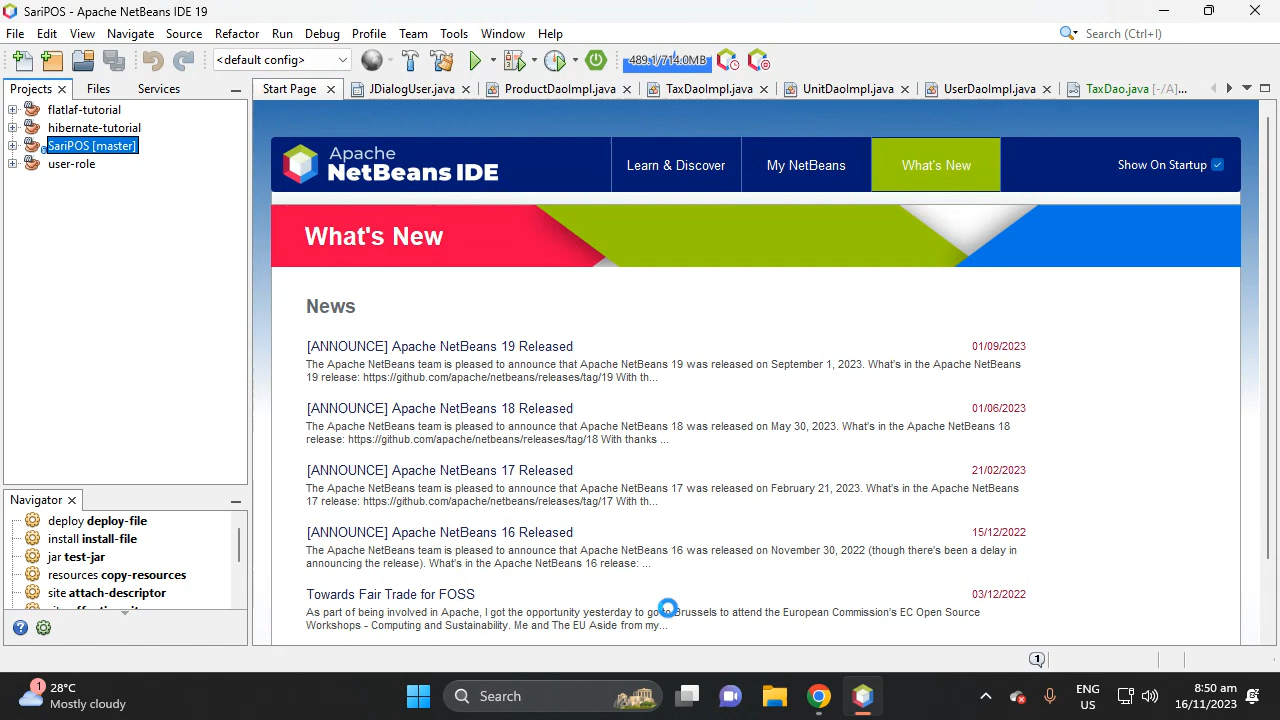 SariPOS - Apache NetBeans IDE 19
File Edit View Navigate Source Refactor Run Debug Profile Team Tools Window Help
Search (Ctrl+I)
<default config>
489.1/714.0MB
Projects Files Services
Start Page JDialogUser.java ProductDaoImpl.java TaxDaoImpl.java UnitDaoImpl.java UserDaoImpl.java TaxDao.java [-/A]...
flatlaf-tutorial
hibernate-tutorial
SariPOS [master]
user-role
Apache
NetBeans IDE
Learn & Discover
My NetBeans
What's New
Show On Startup
What's New
News
[ANNOUNCE] Apache NetBeans 19 Released 01/09/2023
The Apache NetBeans team is pleased to announce that Apache NetBeans 19 was released on September 1, 2023. What's in the Apache NetBeans
19 release: https://github.com/apache/netbeans/releases/tag/19 With th...
[ANNOUNCE] Apache NetBeans 18 Released 01/06/2023
The Apache NetBeans team is pleased to announce that Apache NetBeans 18 was released on May 30, 2023. What's in the Apache NetBeans 18
release: https://github.com/apache/netbeans/releases/tag/18 With thanks ...
[ANNOUNCE] Apache NetBeans 17 Released 21/02/2023
The Apache NetBeans team is pleased to announce that Apache NetBeans 17 was released on February 21, 2023. What's in the Apache NetBeans
17 release: https://github.com/apache/netbeans/releases/tag/17 With th...
[ANNOUNCE] Apache NetBeans 16 Released 15/12/2022
The Apache NetBeans team is pleased to announce that Apache NetBeans 16 was released on November 30, 2022 (though there's been a delay in
announcing the release). What's in the Apache NetBeans 16 release: ...
Towards Fair Trade for FOSS 03/12/2022
As part of being involved in Apache, I got the opportunity yesterday to go to Brussels to attend the European Commission's EC Open Source
Workshops - Computing and Sustainability. Me and The EU Aside from my...
Navigator
deploy deploy-file
install install-file
jar test-jar
resources copy-resources
site attach-descriptor
1
1
28°C
Mostly cloudy
Search
ENG
US
8:50 am
16/11/2023